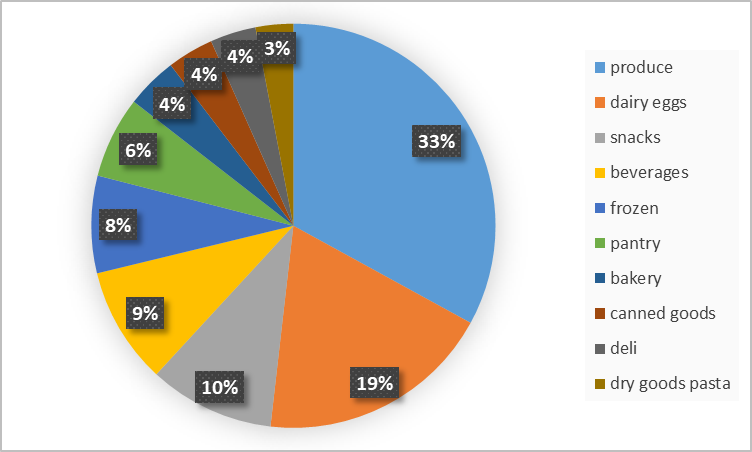 33%
19%
10%
9%
8%
6%
4%
4%
4%
3%
produce
dairy eggs
snacks
beverages
frozen
pantry
bakery
canned goods
deli
dry goods pasta